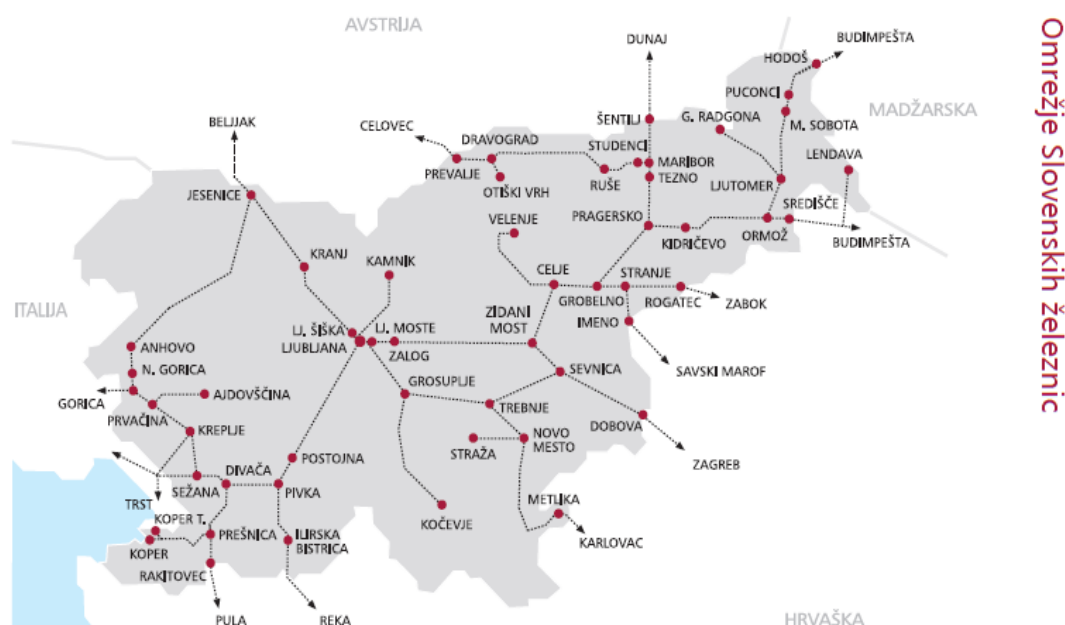 AVSTRIJA
Omrežje Slovenskih železnic
DUNAJ
BUDIMPEŠTA
HODOŠ
PUCONCI
MADŽARSKA
BELJJAK
CELOVEC
DRAVOGRAD
ŠENTILJ
G. RADGONA
M. SOBOTA
STUDENCI
LENDAVA
PREVALJE
MARIBOR
OTIŠKI VRH
RUŠE
TEZNO
LJUTOMER
JESENICE
SREDIŠČE
VELENJE
PRAGERSKO
KIDRIČEVO
ORMOŽ
BUDIMPEŠTA
KRANJ
KAMNIK
CELJE
STRANJE
GROBELNO
ROGATEC
ZABOK
ITALIJA
ZIDANI
MOST
IMENO
LJ. ŠIŠKA
LJ. MOSTE
LJUBLJANA
ZALOG
ANHOVO
SEVNICA
SAVSKI MAROF
N. GORICA
GROSUPLJE
AJDOVŠČINA
GORICA
TREBNJE
PRVAČINA
DOBOVA
KREPLJE
NOVO
MESTO
STRAŽA
POSTOJNA
ZAGREB
DIVAČA
SEŽANA
PIVKA
TRST
METLIKA
KOPER T.
KOČEVJE
PREŠNICA
ILIRSKA
BISTRICA
KARLOVAC
KOPER
RAKITOVEC
PULA
REKA
HRVAŠKA